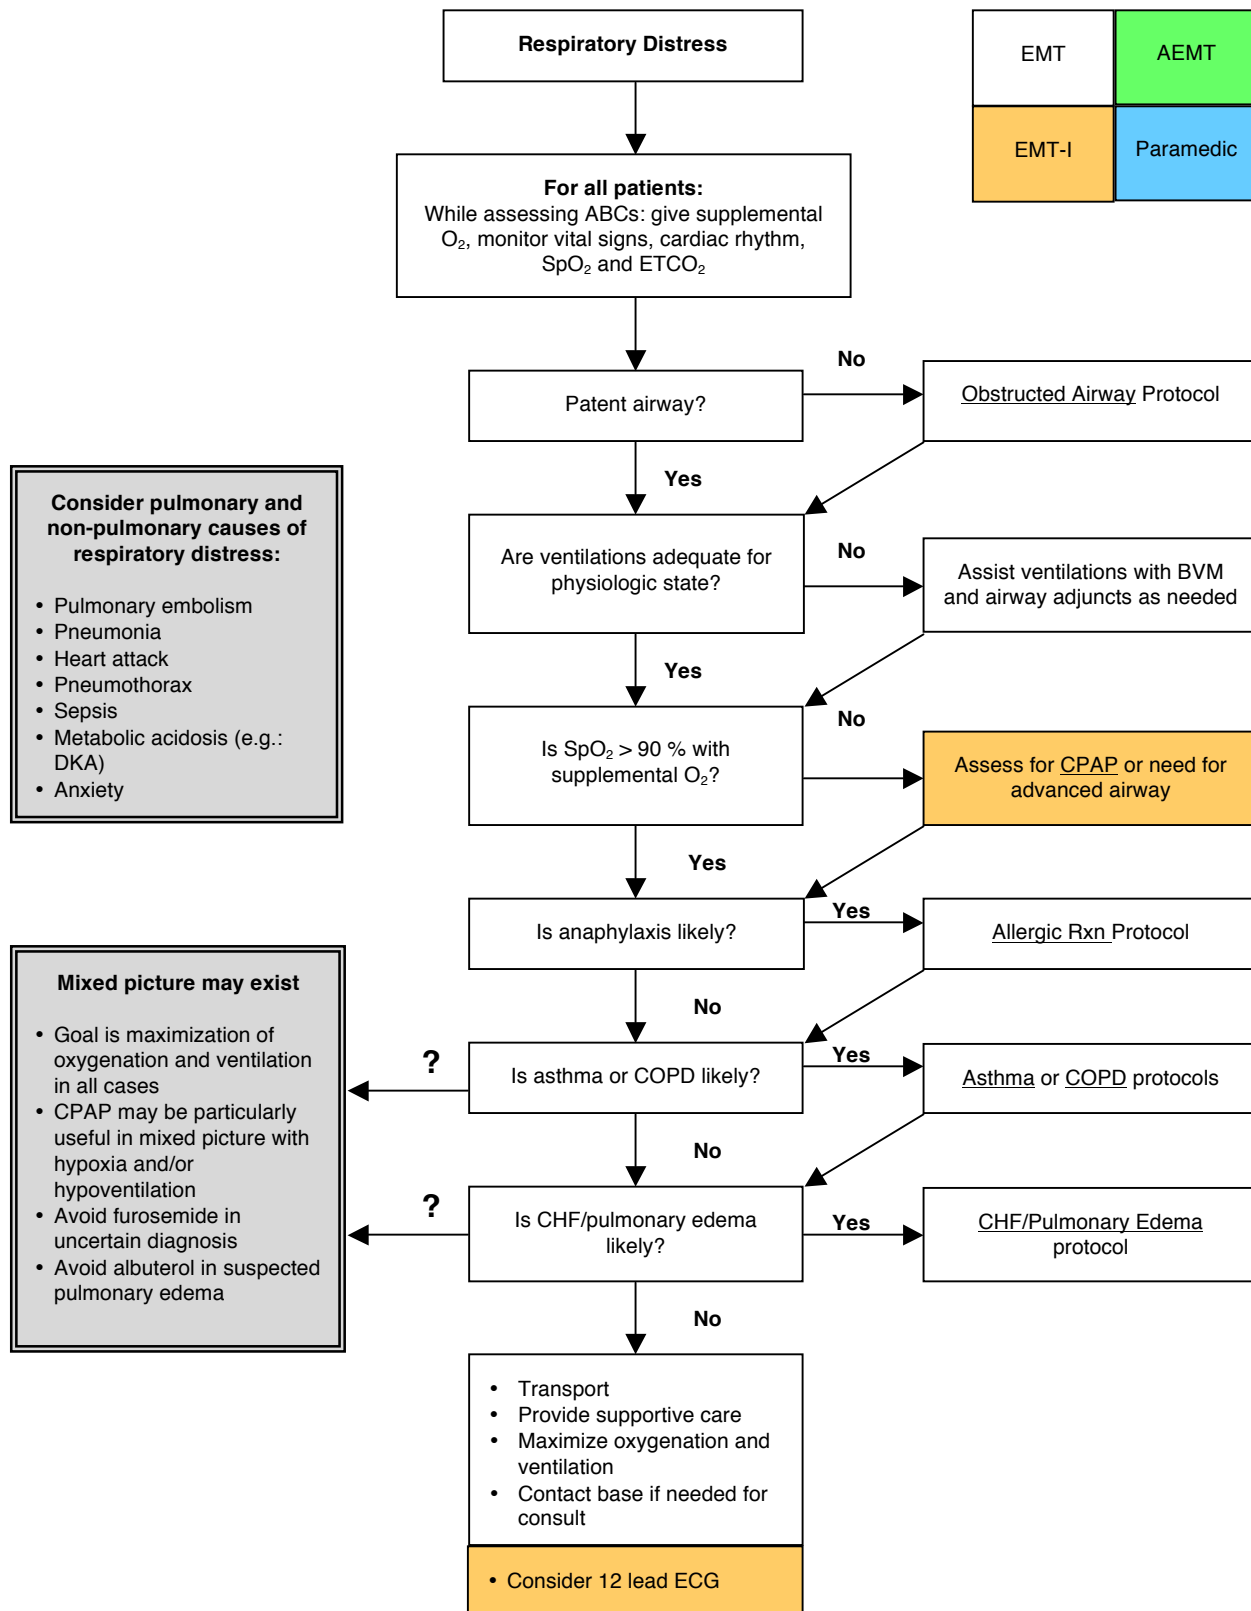 Respiratory Distress
EMT
AEMT
EMT-I
Paramedic
For all patients:
While assessing ABCs: give supplemental
O₂, monitor vital signs, cardiac rhythm,
SpO₂ and ETCO₂
Patent airway?
No
Obstructed Airway Protocol
Yes
Consider pulmonary and
non-pulmonary causes of
respiratory distress:
• Pulmonary embolism
• Pneumonia
• Heart attack
• Pneumothorax
• Sepsis
• Metabolic acidosis (e.g.:
DKA)
• Anxiety
Are ventilations adequate for
physiologic state?
No
Assist ventilations with BVM
and airway adjuncts as needed
Yes
Is SpO₂ > 90 % with
supplemental O₂?
No
Assess for CPAP or need for
advanced airway
Yes
Is anaphylaxis likely?
Yes
Allergic Rxn Protocol
No
Mixed picture may exist
• Goal is maximization of
oxygenation and ventilation
in all cases
• CPAP may be particularly
useful in mixed picture with
hypoxia and/or
hypoventilation
• Avoid furosemide in
uncertain diagnosis
• Avoid albuterol in suspected
pulmonary edema
?
Is asthma or COPD likely?
Yes
Asthma or COPD protocols
No
?
Is CHF/pulmonary edema
likely?
Yes
CHF/Pulmonary Edema
protocol
No
• Transport
• Provide supportive care
• Maximize oxygenation and
ventilation
• Contact base if needed for
consult
• Consider 12 lead ECG